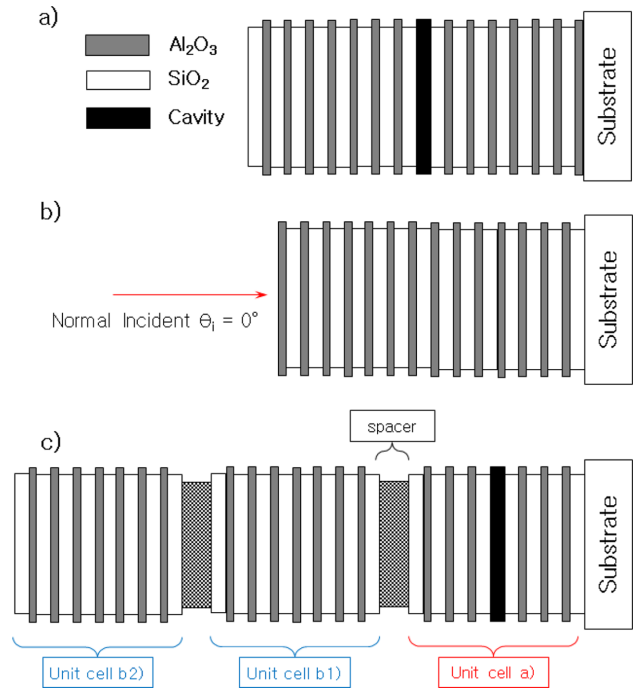 a)
Al₂O₃
SiO₂
Cavity
Substrate
b)
Normal Incident Θᵢ = 0°
Substrate
c)
spacer
Substrate
Unit cell b2)
Unit cell b1)
Unit cell a)